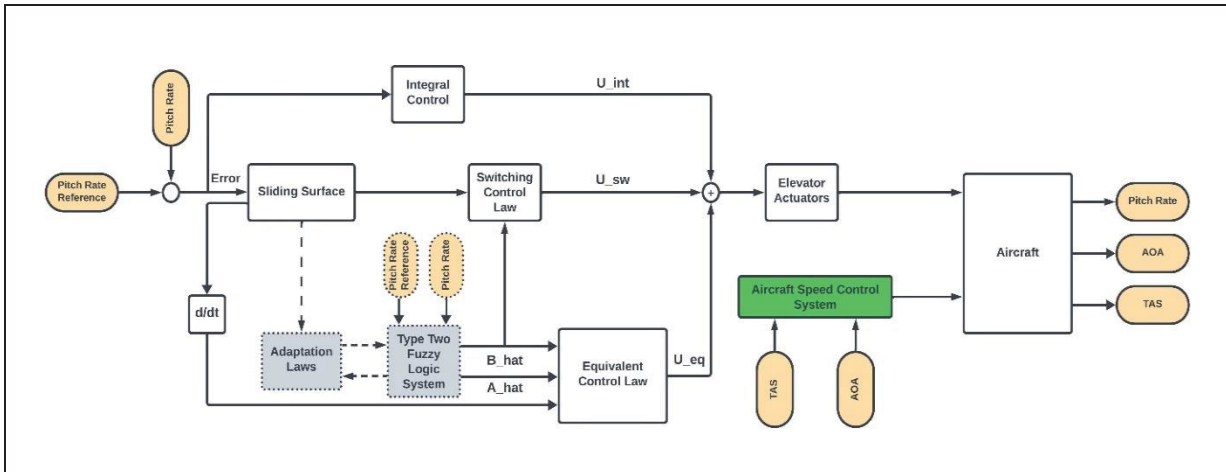 Pitch Rate
Integral
Control
U_int
Pitch Rate
Reference
Error
Sliding Surface
Switching
Control
Law
U_sw
+
Elevator
Actuators
Aircraft
Pitch Rate
AOA
TAS
Pitch Rate
Reference
Pitch Rate
Aircraft Speed Control
System
d/dt
Adaptation
Laws
Type Two
Fuzzy
Logic
System
B_hat
A_hat
Equivalent
Control Law
U_eq
TAS
AOA